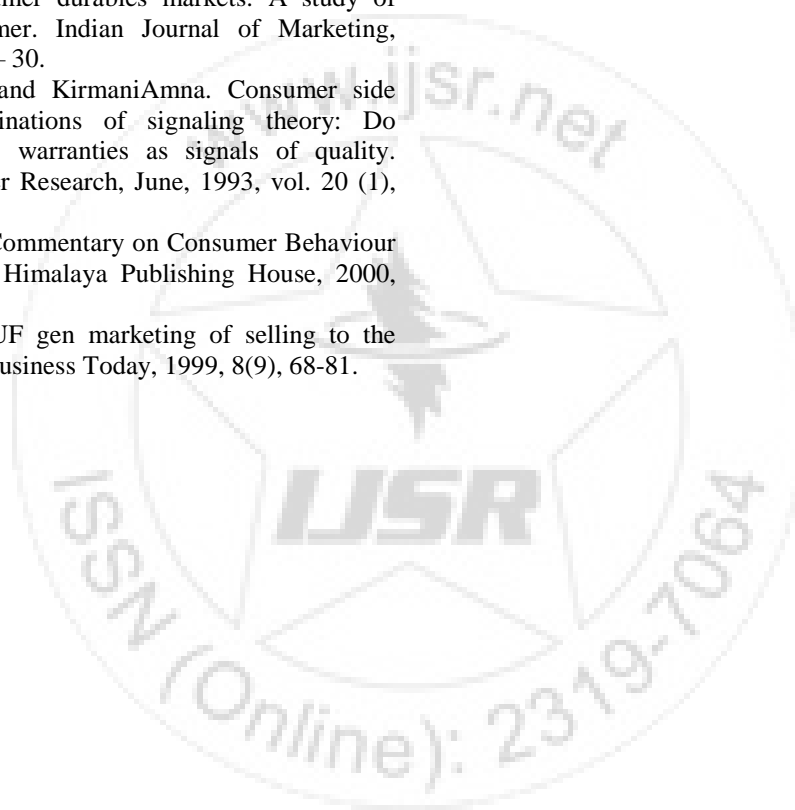 umer durables markets: A study of
mer. Indian Journal of Marketing,
– 30.
and KirmaniAmna. Consumer side
inations of signaling theory: Do
warranties as signals of quality.
r Research, June, 1993, vol. 20 (1),
Commentary on Consumer Behaviour
Himalaya Publishing House, 2000,
UF gen marketing of selling to the
usiness Today, 1999, 8(9), 68-81.
www.ijsr.net
IJSR
ISSN (Online): 2319-7064